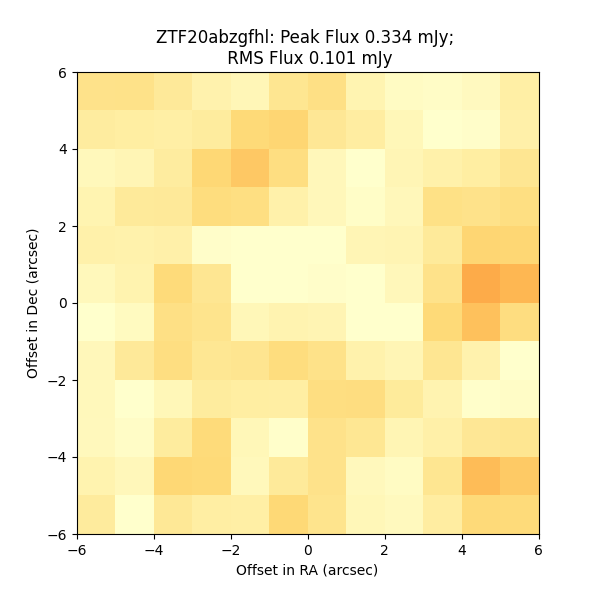 ZTF20abzgfhl: Peak Flux 0.334 mJy;
RMS Flux 0.101 mJy
6
4
2
0
−2
−4
−6
Offset in Dec (arcsec)
−6 −4 −2 0 2 4 6
Offset in RA (arcsec)